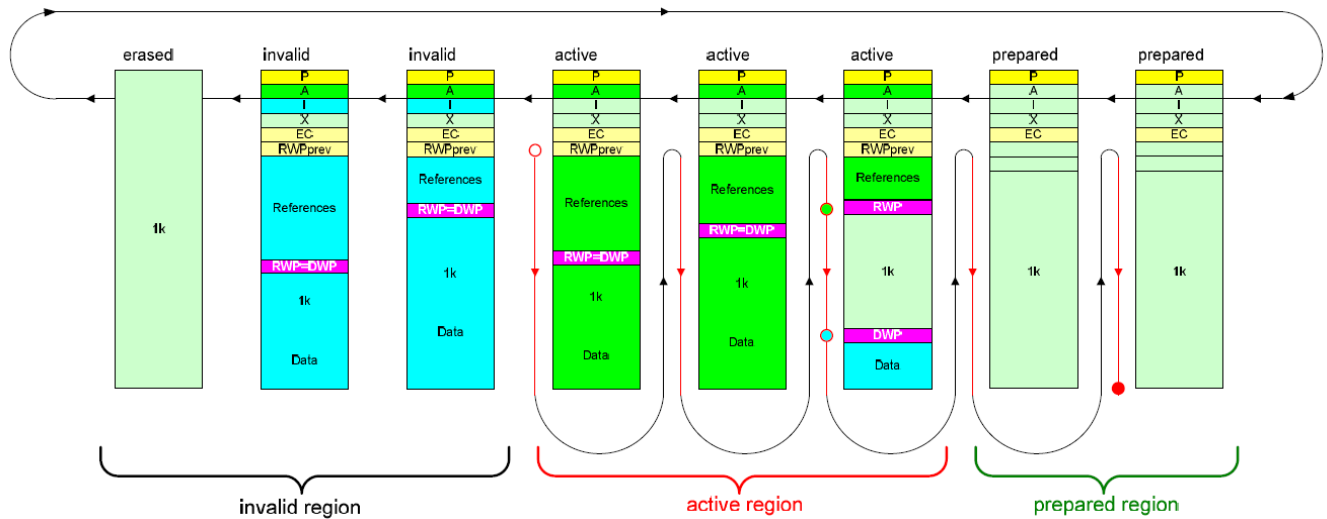 erased
invalid
invalid
active
active
active
prepared
prepared
1k
P
A
I
X
EC
RWPprev
References
RWP=DWP
1k
Data
P
A
I
X
EC
RWPprev
References
RWP=DWP
1k
Data
P
A
I
X
EC
RWPprev
References
RWP=DWP
1k
Data
P
A
I
X
EC
RWPprev
References
RWP=DWP
1k
Data
P
A
I
X
EC
RWPprev
References
RWP
1k
DWP
Data
P
A
I
X
EC
1k
P
A
I
X
EC
1k
invalid region
active region
prepared region